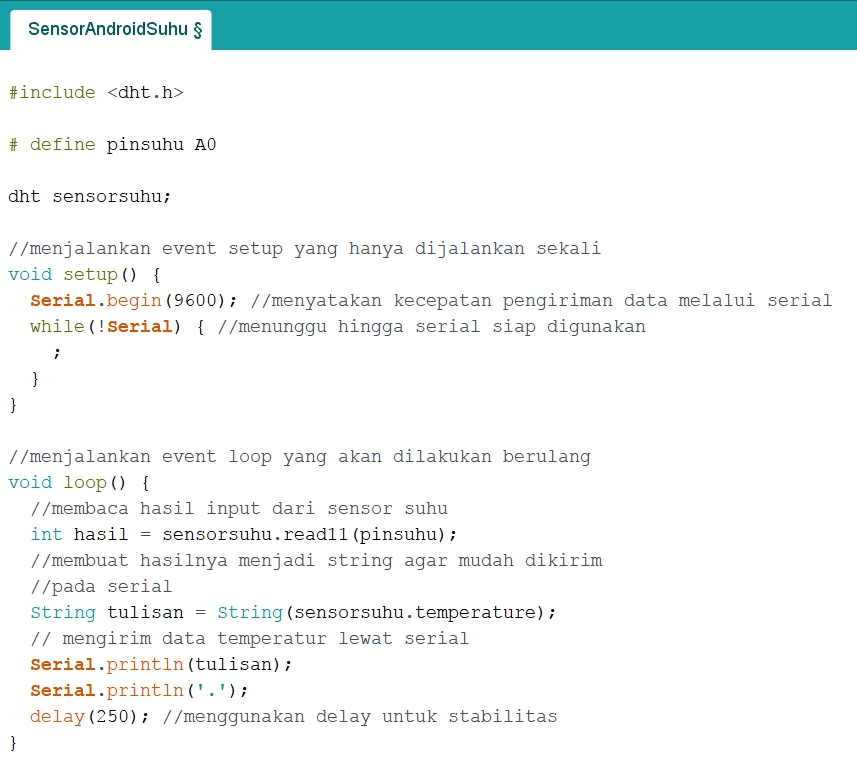 SensorAndroidSuhu §
#include <dht.h>
# define pinsuhu A0
dht sensorsuhu;
//menjalankan event setup yang hanya dijalankan sekali
void setup() {
  Serial.begin(9600); //menyatakan kecepatan pengiriman data melalui serial
  while(!Serial) { //menunggu hingga serial siap digunakan
    ;
  }
}
//menjalankan event loop yang akan dilakukan berulang
void loop() {
  //membaca hasil input dari sensor suhu
  int hasil = sensorsuhu.read11(pinsuhu);
  //membuat hasilnya menjadi string agar mudah dikirim
  //pada serial
  String tulisan = String(sensorsuhu.temperature);
  // mengirim data temperatur lewat serial
  Serial.println(tulisan);
  Serial.println('.');
  delay(250); //menggunakan delay untuk stabilitas
}